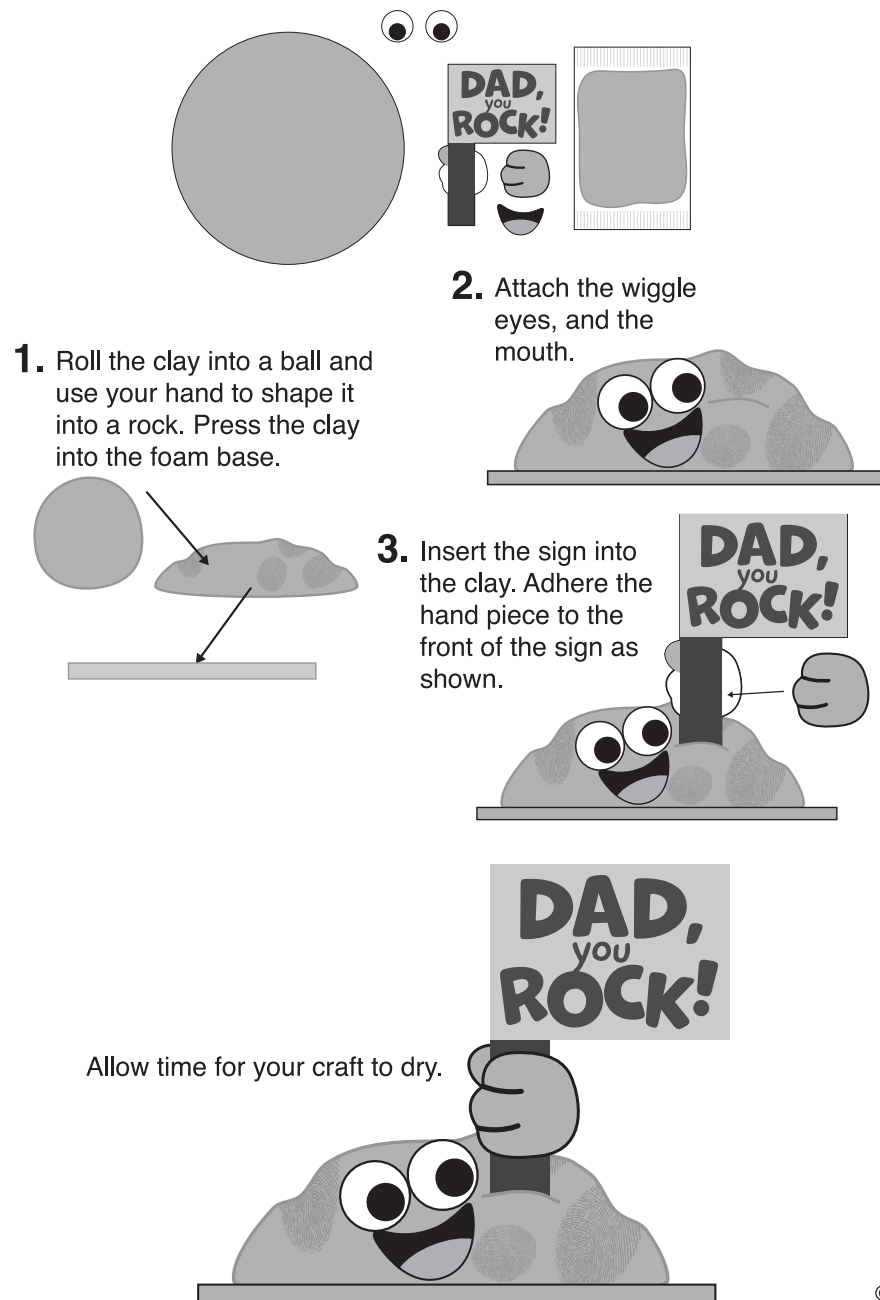 DAD,
you
ROCK!
2. Attach the wiggle
eyes, and the
mouth.
1. Roll the clay into a ball and
use your hand to shape it
into a rock. Press the clay
into the foam base.
3. Insert the sign into
the clay. Adhere the
hand piece to the
front of the sign as
shown.
DAD,
you
ROCK!
DAD,
you
ROCK!
Allow time for your craft to dry.
©